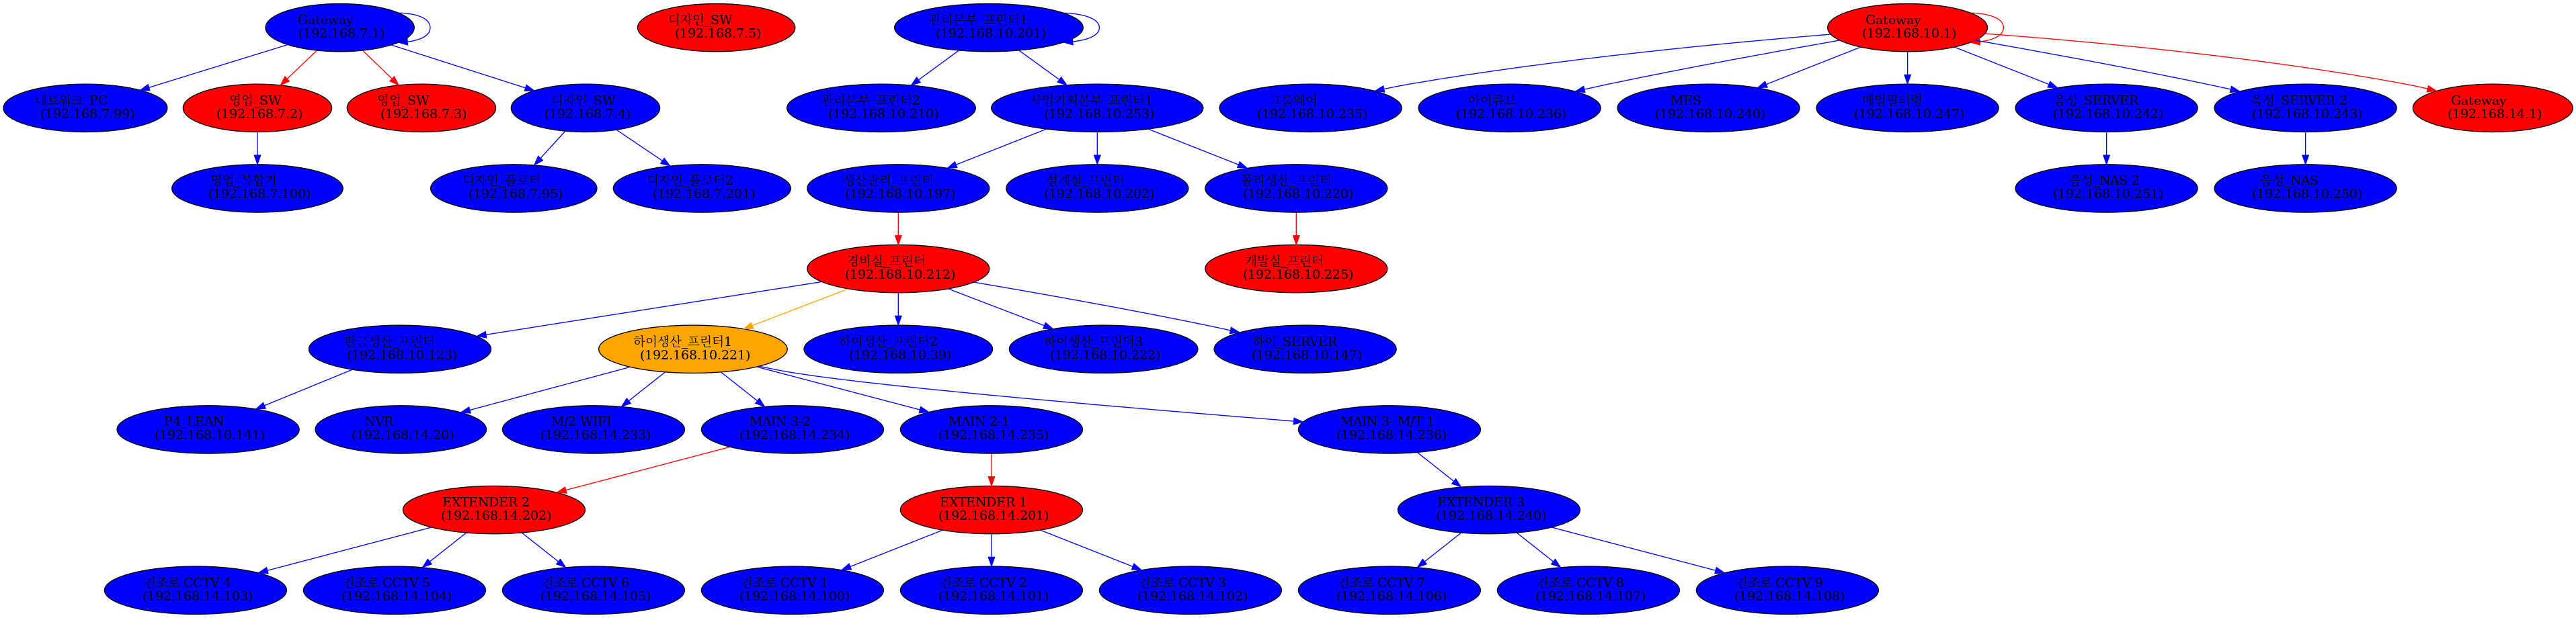 Gateway
(192.168.7.1)
디자인_SW
(192.168.7.5)
관리본부_프린터1
(192.168.10.201)
Gateway
(192.168.10.1)
네트워크_PC
(192.168.7.99)
영업_SW
(192.168.7.2)
영업_SW
(192.168.7.3)
디자인_SW
(192.168.7.4)
관리본부_프린터2
(192.168.10.210)
사업기획본부_프린터1
(192.168.10.253)
그룹웨어
(192.168.10.235)
아이큐브
(192.168.10.236)
MES
(192.168.10.240)
(192.168.10.247)
음성_SERVER
(192.168.10.242)
음성_SERVER 2
(192.168.10.243)
Gateway
(192.168.14.1)
영업_복합기
(192.168.7.100)
디자인_플로터
(192.168.7.95)
디자인_플로터2
(192.168.7.201)
생산관리_프린터
(192.168.10.197)
설계실_프린터
(192.168.10.202)
폴리생산_프린터
(192.168.10.220)
음성_NAS 2
(192.168.10.251)
음성_NAS
(192.168.10.250)
경비실_프린터
(192.168.10.212)
개발실_프린터
(192.168.10.225)
판금생산_프린터
(192.168.10.123)
하이생산_프린터1
(192.168.10.221)
하이생산_프린터2
(192.168.10.39)
하이생산_프린터3
(192.168.10.222)
하이_SERVER
(192.168.10.147)
P4_LEAN
(192.168.10.141)
NVR
(192.168.14.20)
M/2 WIFI
(192.168.14.233)
MAIN 3-2
(192.168.14.234)
MAIN 2-1
(192.168.14.235)
MAIN 3- M/T 1
(192.168.14.236)
EXTENDER 2
(192.168.14.202)
EXTENDER 1
(192.168.14.201)
EXTENDER 3
(192.168.14.240)
건조로 CCTV 4
(192.168.14.103)
건조로 CCTV 5
(192.168.14.104)
건조로 CCTV 6
(192.168.14.105)
건조로 CCTV 1
(192.168.14.100)
건조로 CCTV 2
(192.168.14.101)
건조로 CCTV 3
(192.168.14.102)
건조로 CCTV 7
(192.168.14.106)
건조로 CCTV 8
(192.168.14.107)
건조로 CCTV 9
(192.168.14.108)